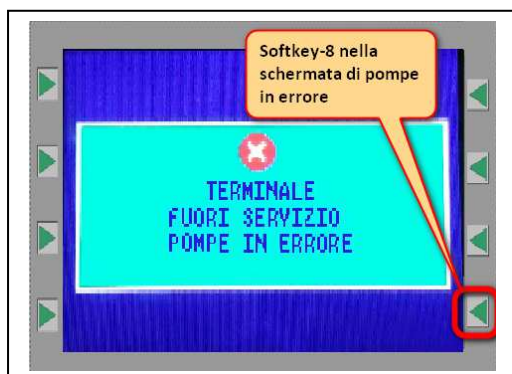 Softkey-8 nella
schermata di pompe
in errore
TERMINALE
FUORI SERVIZIO
POMPE IN ERRORE